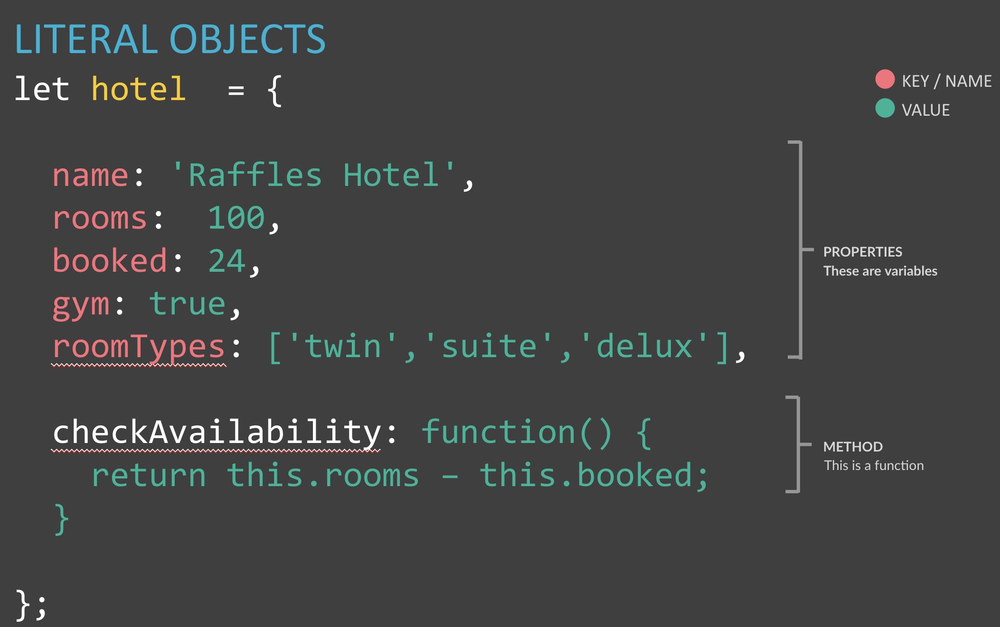 LITERAL OBJECTS
let hotel  = {
KEY / NAME
VALUE
name: 'Raffles Hotel',
rooms:  100,
booked: 24,
gym: true,
roomTypes: ['twin','suite','delux'],
PROPERTIES
These are variables
checkAvailability: function() {
return this.rooms – this.booked;
}
METHOD
This is a function
};